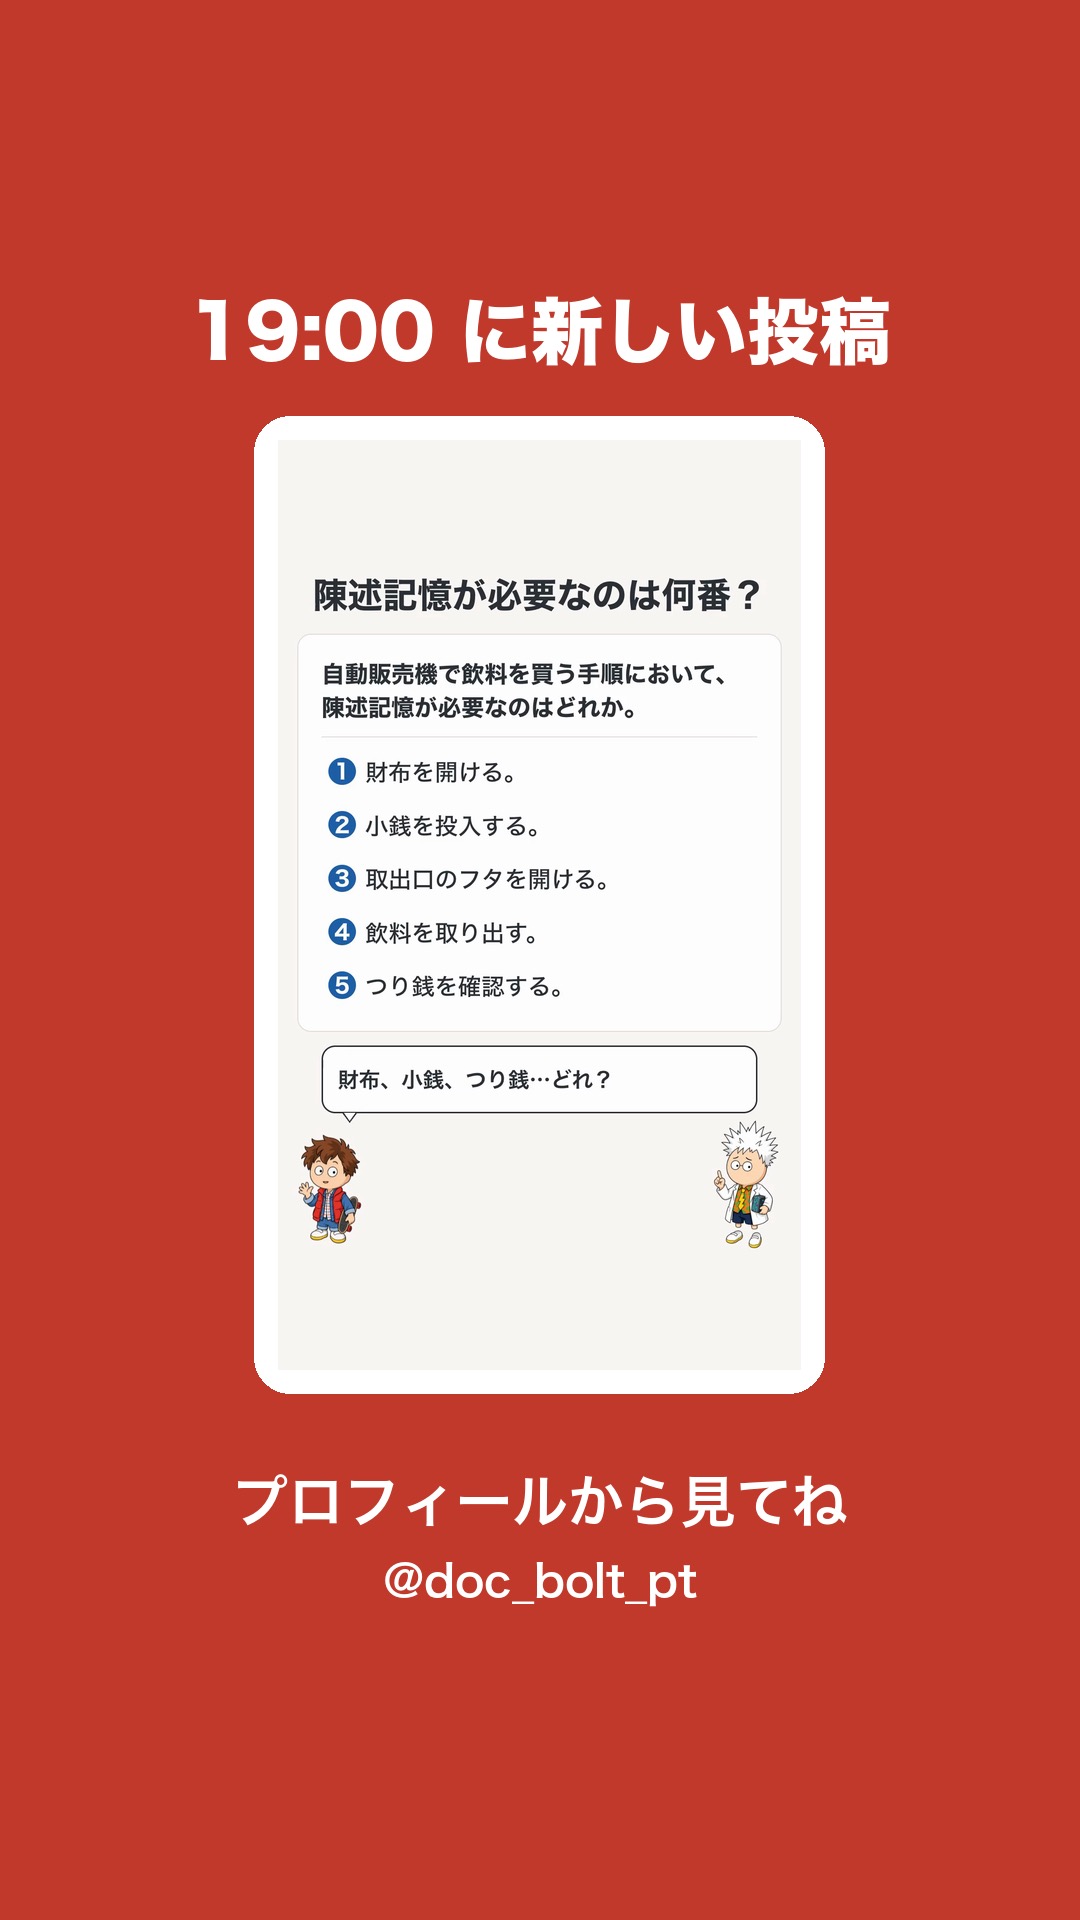 19:00 に新しい投稿
陳述記憶が必要なのは何番？
自動販売機で飲料を買う手順において、
陳述記憶が必要なのはどれか。
1 財布を開ける。
2 小銭を投入する。
3 取出口のフタを開ける。
4 飲料を取り出す。
5 つり銭を確認する。
財布、小銭、つり銭…どれ？
プロフィールから見てね
@doc_bolt_pt